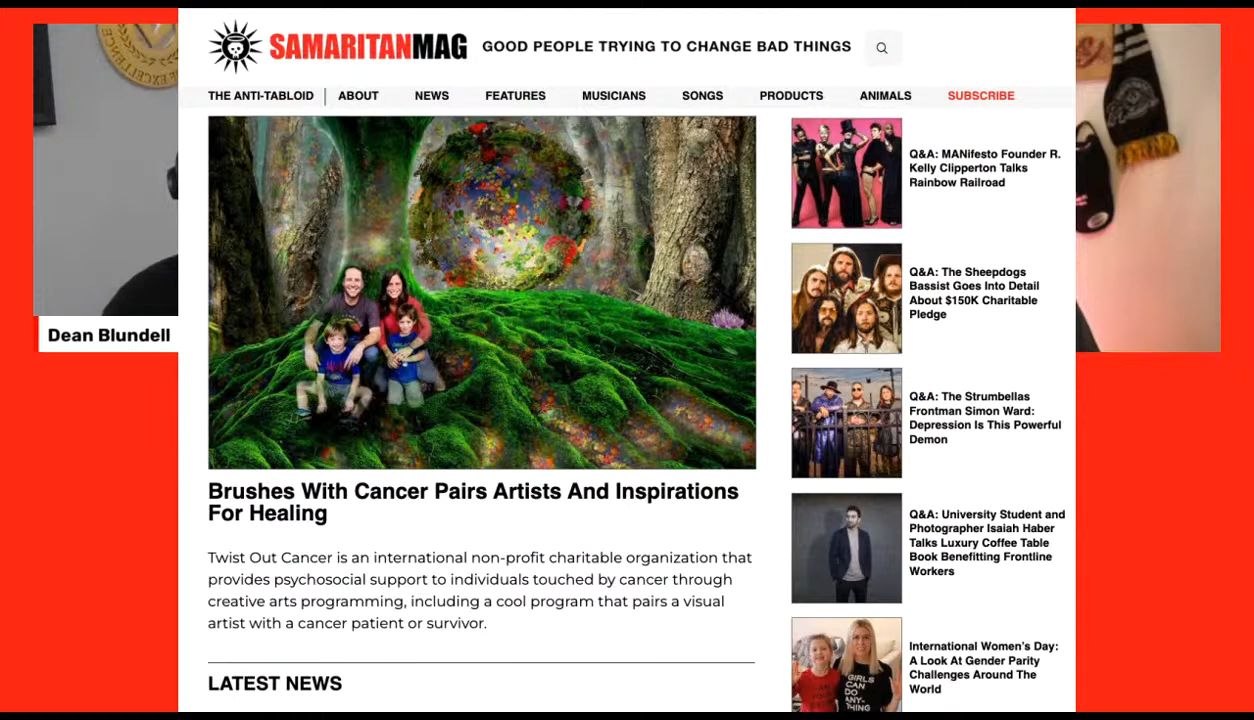 SAMARITANMAG GOOD PEOPLE TRYING TO CHANGE BAD THINGS
THE ANTI-TABLOID ABOUT NEWS FEATURES MUSICIANS SONGS PRODUCTS ANIMALS SUBSCRIBE
Dean Blundell
Brushes With Cancer Pairs Artists And Inspirations
For Healing
Twist Out Cancer is an international non-profit charitable organization that
provides psychosocial support to individuals touched by cancer through
creative arts programming, including a cool program that pairs a visual
artist with a cancer patient or survivor.
LATEST NEWS
Q&A: MANifesto Founder R.
Kelly Clipperton Talks
Rainbow Railroad
Q&A: The Sheepdogs
Bassist Goes Into Detail
About $150K Charitable
Pledge
Q&A: The Strumbellas
Frontman Simon Ward:
Depression Is This Powerful
Demon
Q&A: University Student and
Photographer Isaiah Haber
Talks Luxury Coffee Table
Book Benefitting Frontline
Workers
International Women's Day:
A Look At Gender Parity
Challenges Around The
World
GIRLS
CAN
DO
ANY-
THING